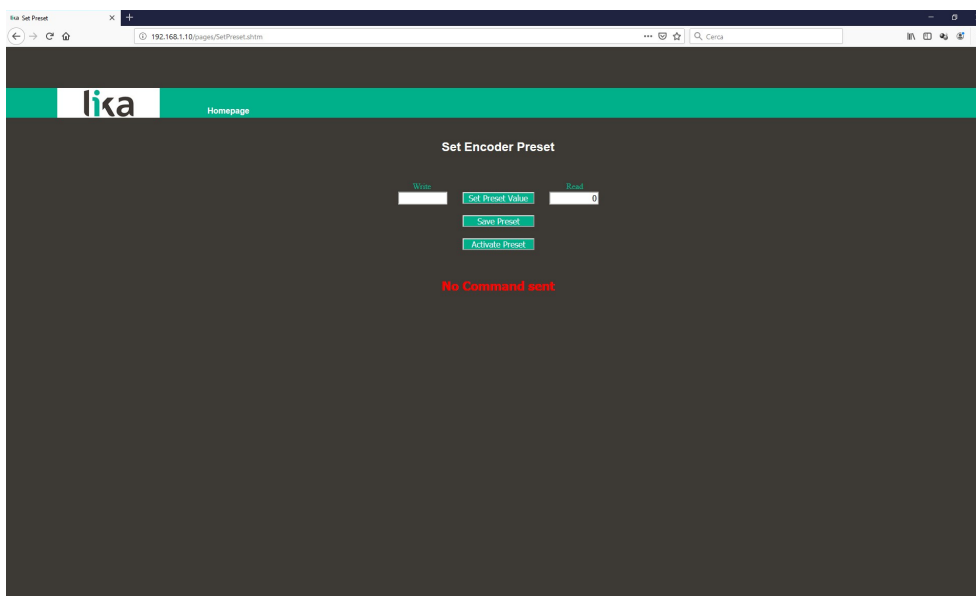 lika Set Preset
192.168.1.10/pages/SetPreset.shtm
Cerca
lika
Homepage
Set Encoder Preset
Write
Read
Set Preset Value
0
Save Preset
Activate Preset
No Command sent